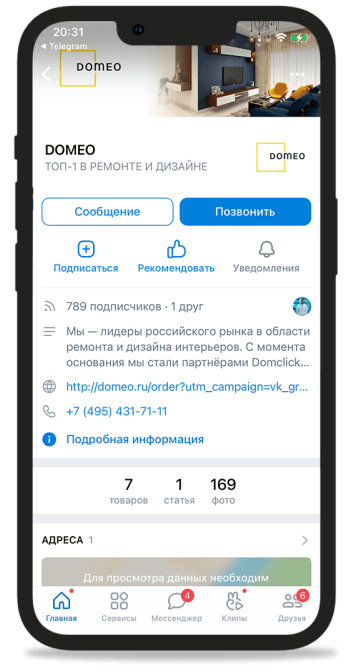 20:31
Telegram
DOMEO
DOMEO
ТОП-1 В РЕМОНТЕ И ДИЗАЙНЕ
DOMEO
Сообщение
Позвонить
Подписаться
Рекомендовать
Уведомления
789 подписчиков · 1 друг
Мы — лидеры российского рынка в области
ремонта и дизайна интерьеров. С момента
основания мы стали партнёрами Domclick...
http://domeo.ru/order?utm_campaign=vk_gr...
+7 (495) 431-71-11
Подробная информация
7 1 169
товаров статья фото
АДРЕСА 1
Для просмотра данных необходим
4 6
Главная Сервисы Мессенджер Клипы Друзья